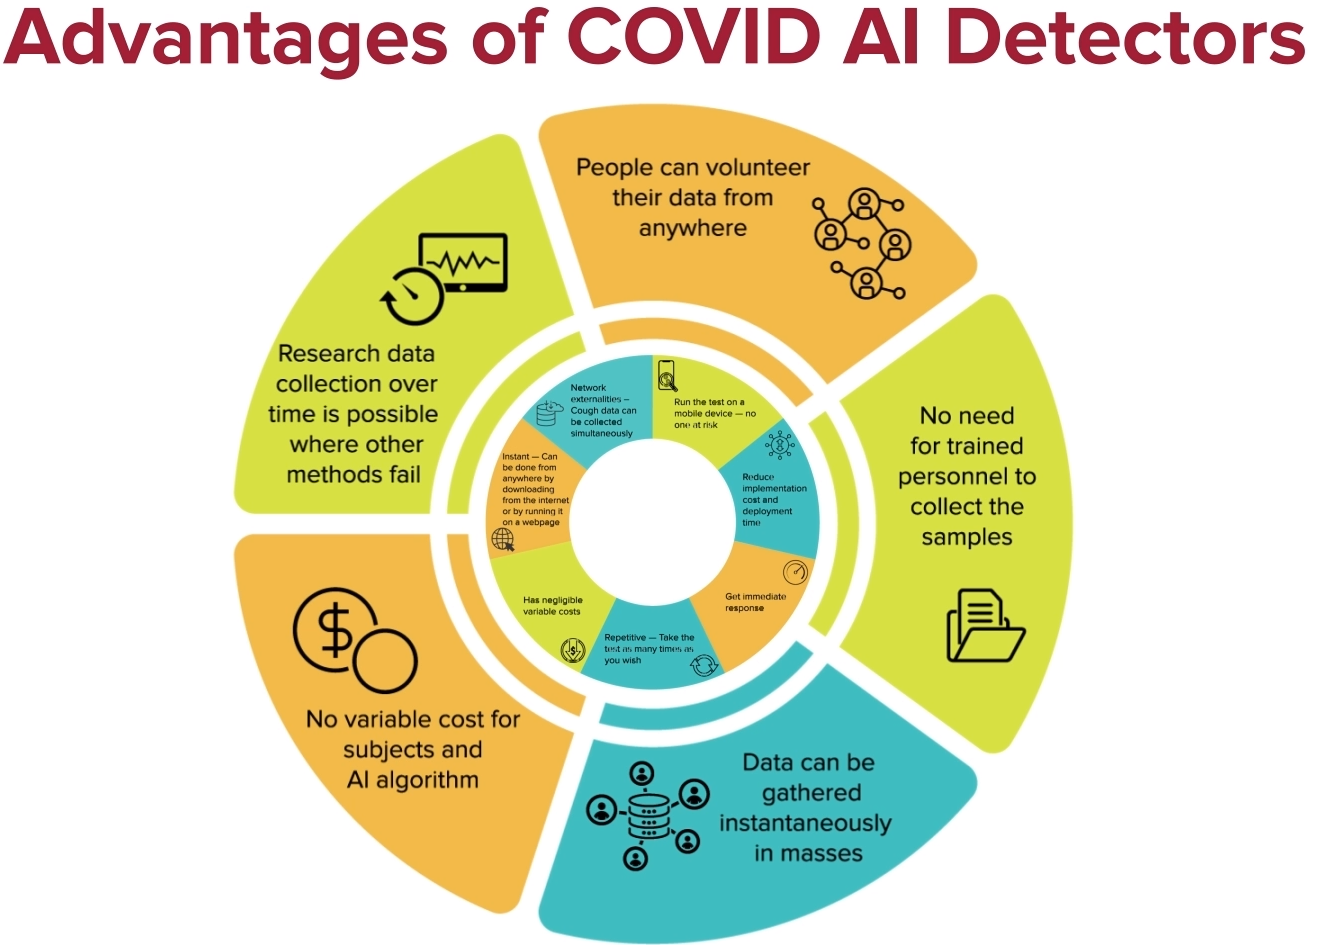 Advantages of COVID AI Detectors
People can volunteer
their data from
anywhere
No need
for trained
personnel to
collect the
samples
Data can be
gathered
instantaneously
in masses
No variable cost for
subjects and
AI algorithm
Research data
collection over
time is possible
where other
methods fail
Run the test on a
mobile device — no
one at risk
Reduce
implementation
cost and
deployment
time
Get immediate
response
Repetitive — Take the
test as many times as
you wish
Has negligible
variable costs
Instant — Can
be done from
anywhere by
downloading
from the internet
or by running it
on a webpage
Network
externalities –
Cough data can
be collected
simultaneously
$
$